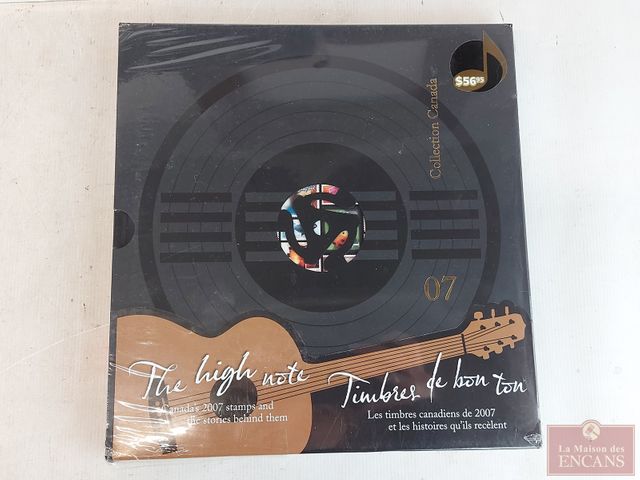 $56.95
Collection Canada
07
The high note
Canada's 2007 stamps and
the stories behind them
Timbres de bon ton
Les timbres canadiens de 2007
et les histoires qu'ils recèlent
La Maison des
ENCANS